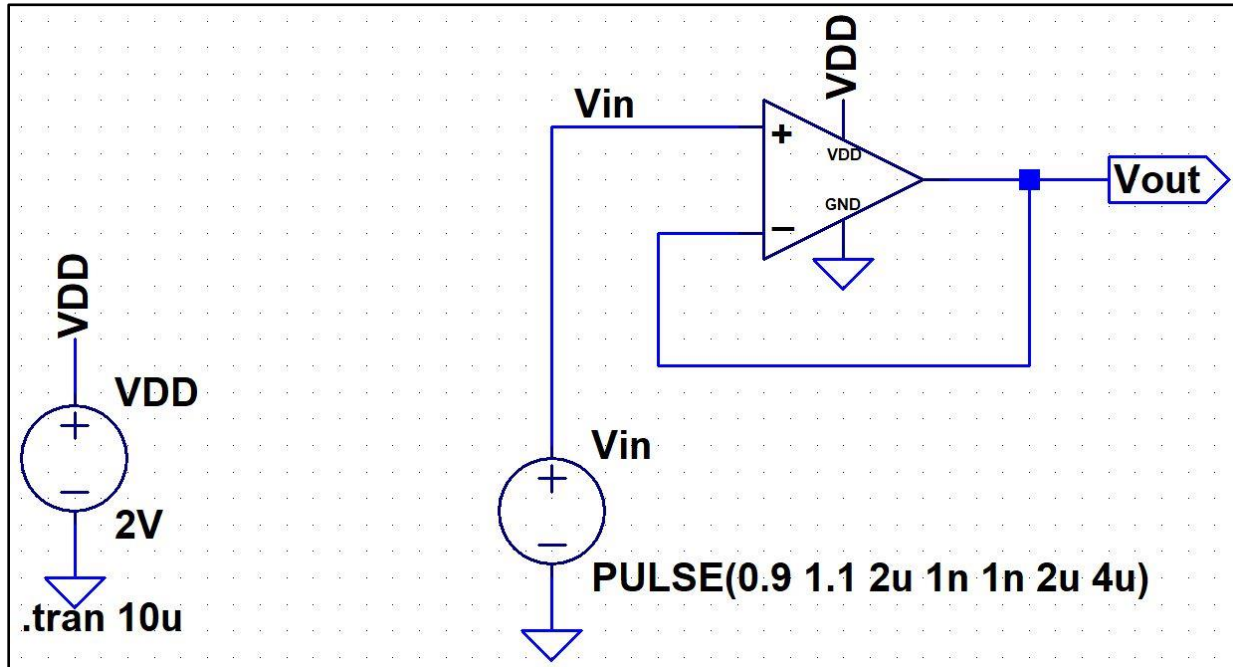 VDD
Vin
+
VDD
GND
−
Vout
VDD
VDD
+
−
2V
.tran 10u
Vin
+
−
PULSE(0.9 1.1 2u 1n 1n 2u 4u)